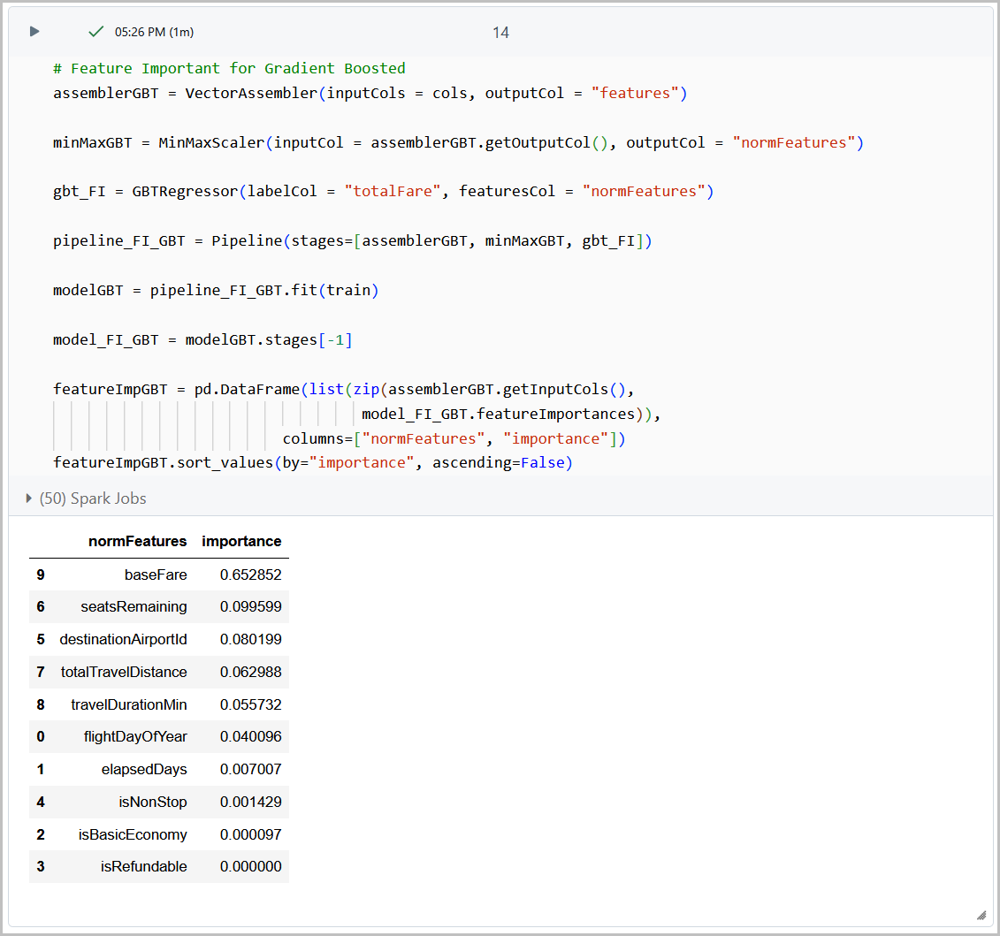 05:26 PM (1m)
14
# Feature Important for Gradient Boosted
assemblerGBT = VectorAssembler(inputCols = cols, outputCol = "features")
minMaxGBT = MinMaxScaler(inputCol = assemblerGBT.getOutputCol(), outputCol = "normFeatures")
gbt_FI = GBTRegressor(labelCol = "totalFare", featuresCol = "normFeatures")
pipeline_FI_GBT = Pipeline(stages=[assemblerGBT, minMaxGBT, gbt_FI])
modelGBT = pipeline_FI_GBT.fit(train)
model_FI_GBT = modelGBT.stages[-1]
featureImpGBT = pd.DataFrame(list(zip(assemblerGBT.getInputCols(),
model_FI_GBT.featureImportances)),
columns=["normFeatures", "importance"])
featureImpGBT.sort_values(by="importance", ascending=False)
(50) Spark Jobs
normFeatures importance
9 baseFare 0.652852
6 seatsRemaining 0.099599
5 destinationAirportId 0.080199
7 totalTravelDistance 0.062988
8 travelDurationMin 0.055732
0 flightDayOfYear 0.040096
1 elapsedDays 0.007007
4 isNonStop 0.001429
2 isBasicEconomy 0.000097
3 isRefundable 0.000000